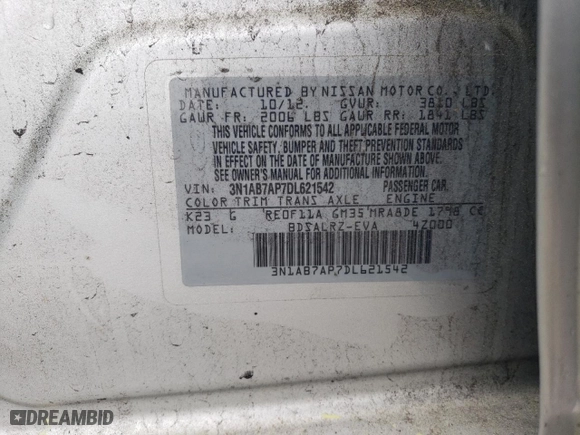 MANUFACTURED BY NISSAN MOTOR CO., LTD.
DATE: 10/12 GVWR: 3810 LBS
GAWR FR: 2006 LBS GAWR RR: 1841 LBS
THIS VEHICLE CONFORMS TO ALL APPLICABLE FEDERAL MOTOR
VEHICLE SAFETY, BUMPER AND THEFT PREVENTION STANDARDS
IN EFFECT ON THE DATE OF MANUFACTURE SHOWN ABOVE.
SEE OWNER'S MANUAL FOR ADDITIONAL INFORMATION
VIN: 3N1AB7AP7DL621542 PASSENGER CAR
COLOR TRIM TRANS AXLE ENGINE
K23 G RE0F11A GM35 MRA8DE 1798 CC
MODEL: BDSALRZ-EVA 4Z000
3N1AB7AP7DL621542
DREAMBID